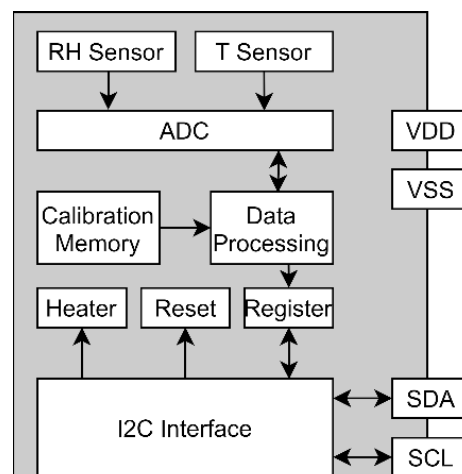 RH Sensor
T Sensor
ADC
VDD
VSS
Calibration
Memory
Data
Processing
Heater
Reset
Register
I2C Interface
SDA
SCL